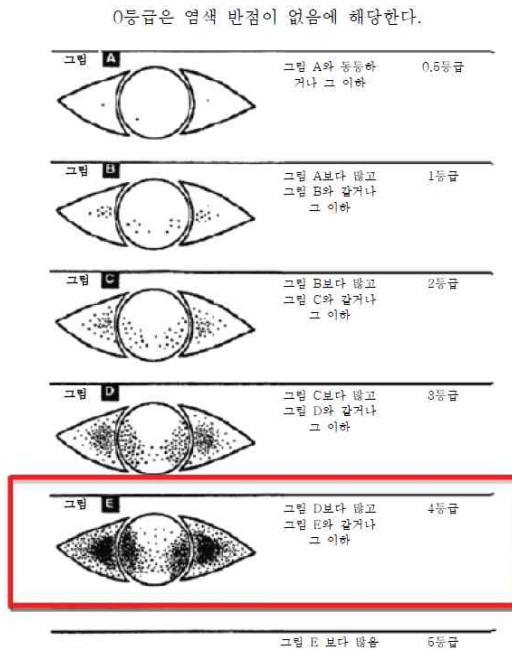 0등급은 염색 반점이 없음에 해당한다.
그림 A
그림 A와 동등하
거나 그 이하
0.5등급
그림 B
그림 A보다 많고
그림 B와 같거나
그 이하
1등급
그림 C
그림 B보다 많고
그림 C와 같거나
그 이하
2등급
그림 D
그림 C보다 많고
그림 D와 같거나
그 이하
3등급
그림 E
그림 D보다 많고
그림 E와 같거나
그 이하
4등급
그림 E 보다 많음
5등급